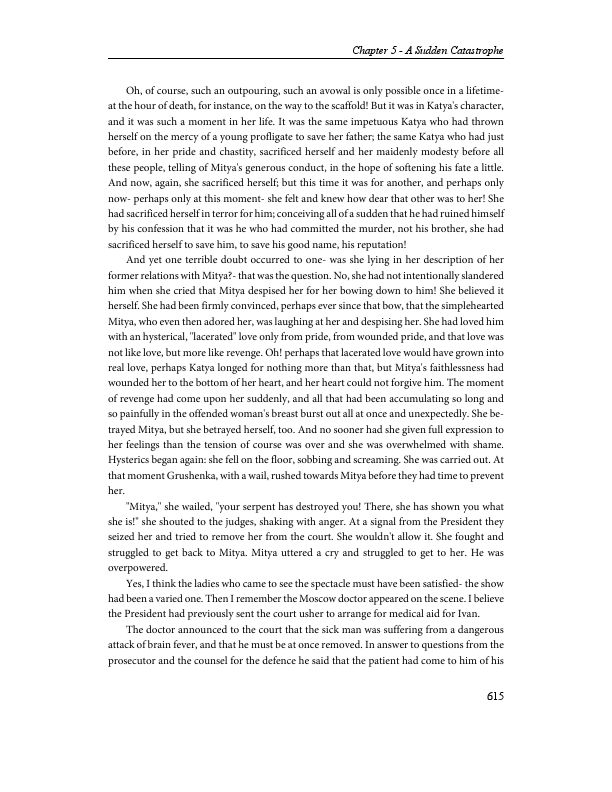 Chapter 5 - A Sudden Catastrophe
Oh, of course, such an outpouring, such an avowal is only possible once in a lifetime-
at the hour of death, for instance, on the way to the scaffold! But it was in Katya's character,
and it was such a moment in her life. It was the same impetuous Katya who had thrown
herself on the mercy of a young profligate to save her father; the same Katya who had just
before, in her pride and chastity, sacrificed herself and her maidenly modesty before all
these people, telling of Mitya's generous conduct, in the hope of softening his fate a little.
And now, again, she sacrificed herself; but this time it was for another, and perhaps only
now- perhaps only at this moment- she felt and knew how dear that other was to her! She
had sacrificed herself in terror for him; conceiving all of a sudden that he had ruined himself
by his confession that it was he who had committed the murder, not his brother, she had
sacrificed herself to save him, to save his good name, his reputation!
And yet one terrible doubt occurred to one- was she lying in her description of her
former relations with Mitya?- that was the question. No, she had not intentionally slandered
him when she cried that Mitya despised her for her bowing down to him! She believed it
herself. She had been firmly convinced, perhaps ever since that bow, that the simplehearted
Mitya, who even then adored her, was laughing at her and despising her. She had loved him
with an hysterical, "lacerated" love only from pride, from wounded pride, and that love was
not like love, but more like revenge. Oh! perhaps that lacerated love would have grown into
real love, perhaps Katya longed for nothing more than that, but Mitya's faithlessness had
wounded her to the bottom of her heart, and her heart could not forgive him. The moment
of revenge had come upon her suddenly, and all that had been accumulating so long and
so painfully in the offended woman's breast burst out all at once and unexpectedly. She be-
trayed Mitya, but she betrayed herself, too. And no sooner had she given full expression to
her feelings than the tension of course was over and she was overwhelmed with shame.
Hysterics began again: she fell on the floor, sobbing and screaming. She was carried out. At
that moment Grushenka, with a wail, rushed towards Mitya before they had time to prevent
her.
"Mitya," she wailed, "your serpent has destroyed you! There, she has shown you what
she is!" she shouted to the judges, shaking with anger. At a signal from the President they
seized her and tried to remove her from the court. She wouldn't allow it. She fought and
struggled to get back to Mitya. Mitya uttered a cry and struggled to get to her. He was
overpowered.
Yes, I think the ladies who came to see the spectacle must have been satisfied- the show
had been a varied one. Then I remember the Moscow doctor appeared on the scene. I believe
the President had previously sent the court usher to arrange for medical aid for Ivan.
The doctor announced to the court that the sick man was suffering from a dangerous
attack of brain fever, and that he must be at once removed. In answer to questions from the
prosecutor and the counsel for the defence he said that the patient had come to him of his
615